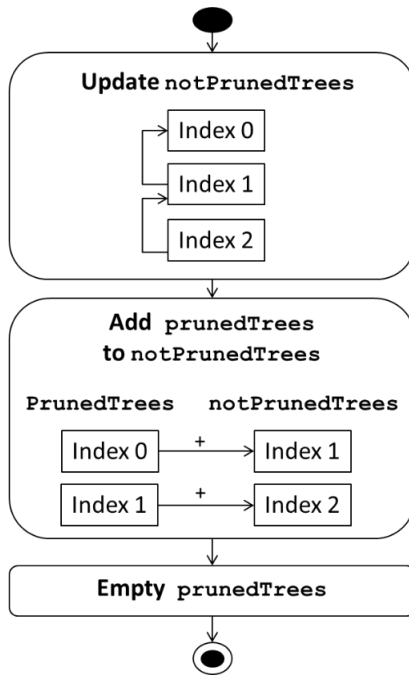 Update notPrunedTrees
Index 0
Index 1
Index 2
Add prunedTrees
to notPrunedTrees
PrunedTrees notPrunedTrees
Index 0 + Index 1
Index 1 + Index 2
Empty prunedTrees